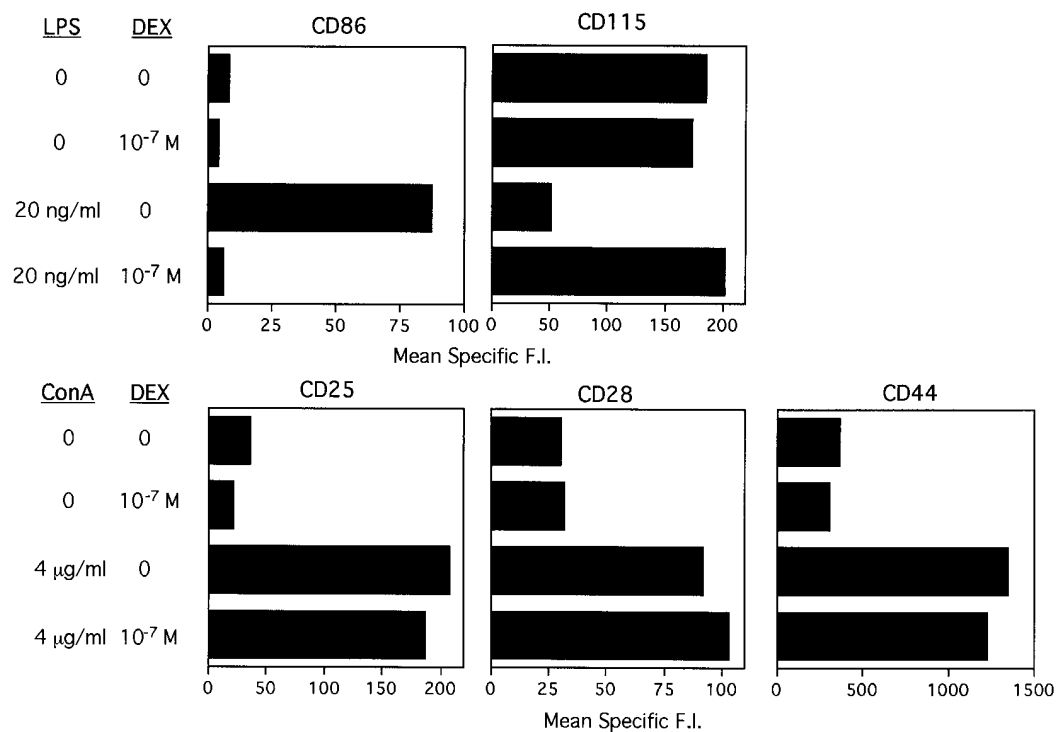 LPS DEX CD86 CD115
0 0
0 10⁻⁷ M
20 ng/ml 0
20 ng/ml 10⁻⁷ M
0 25 50 75 100 0 50 100 150 200
Mean Specific F.I.
ConA DEX CD25 CD28 CD44
0 0
0 10⁻⁷ M
4 µg/ml 0
4 µg/ml 10⁻⁷ M
0 50 100 150 200 0 50 100 0 500 1000 1500
Mean Specific F.I.